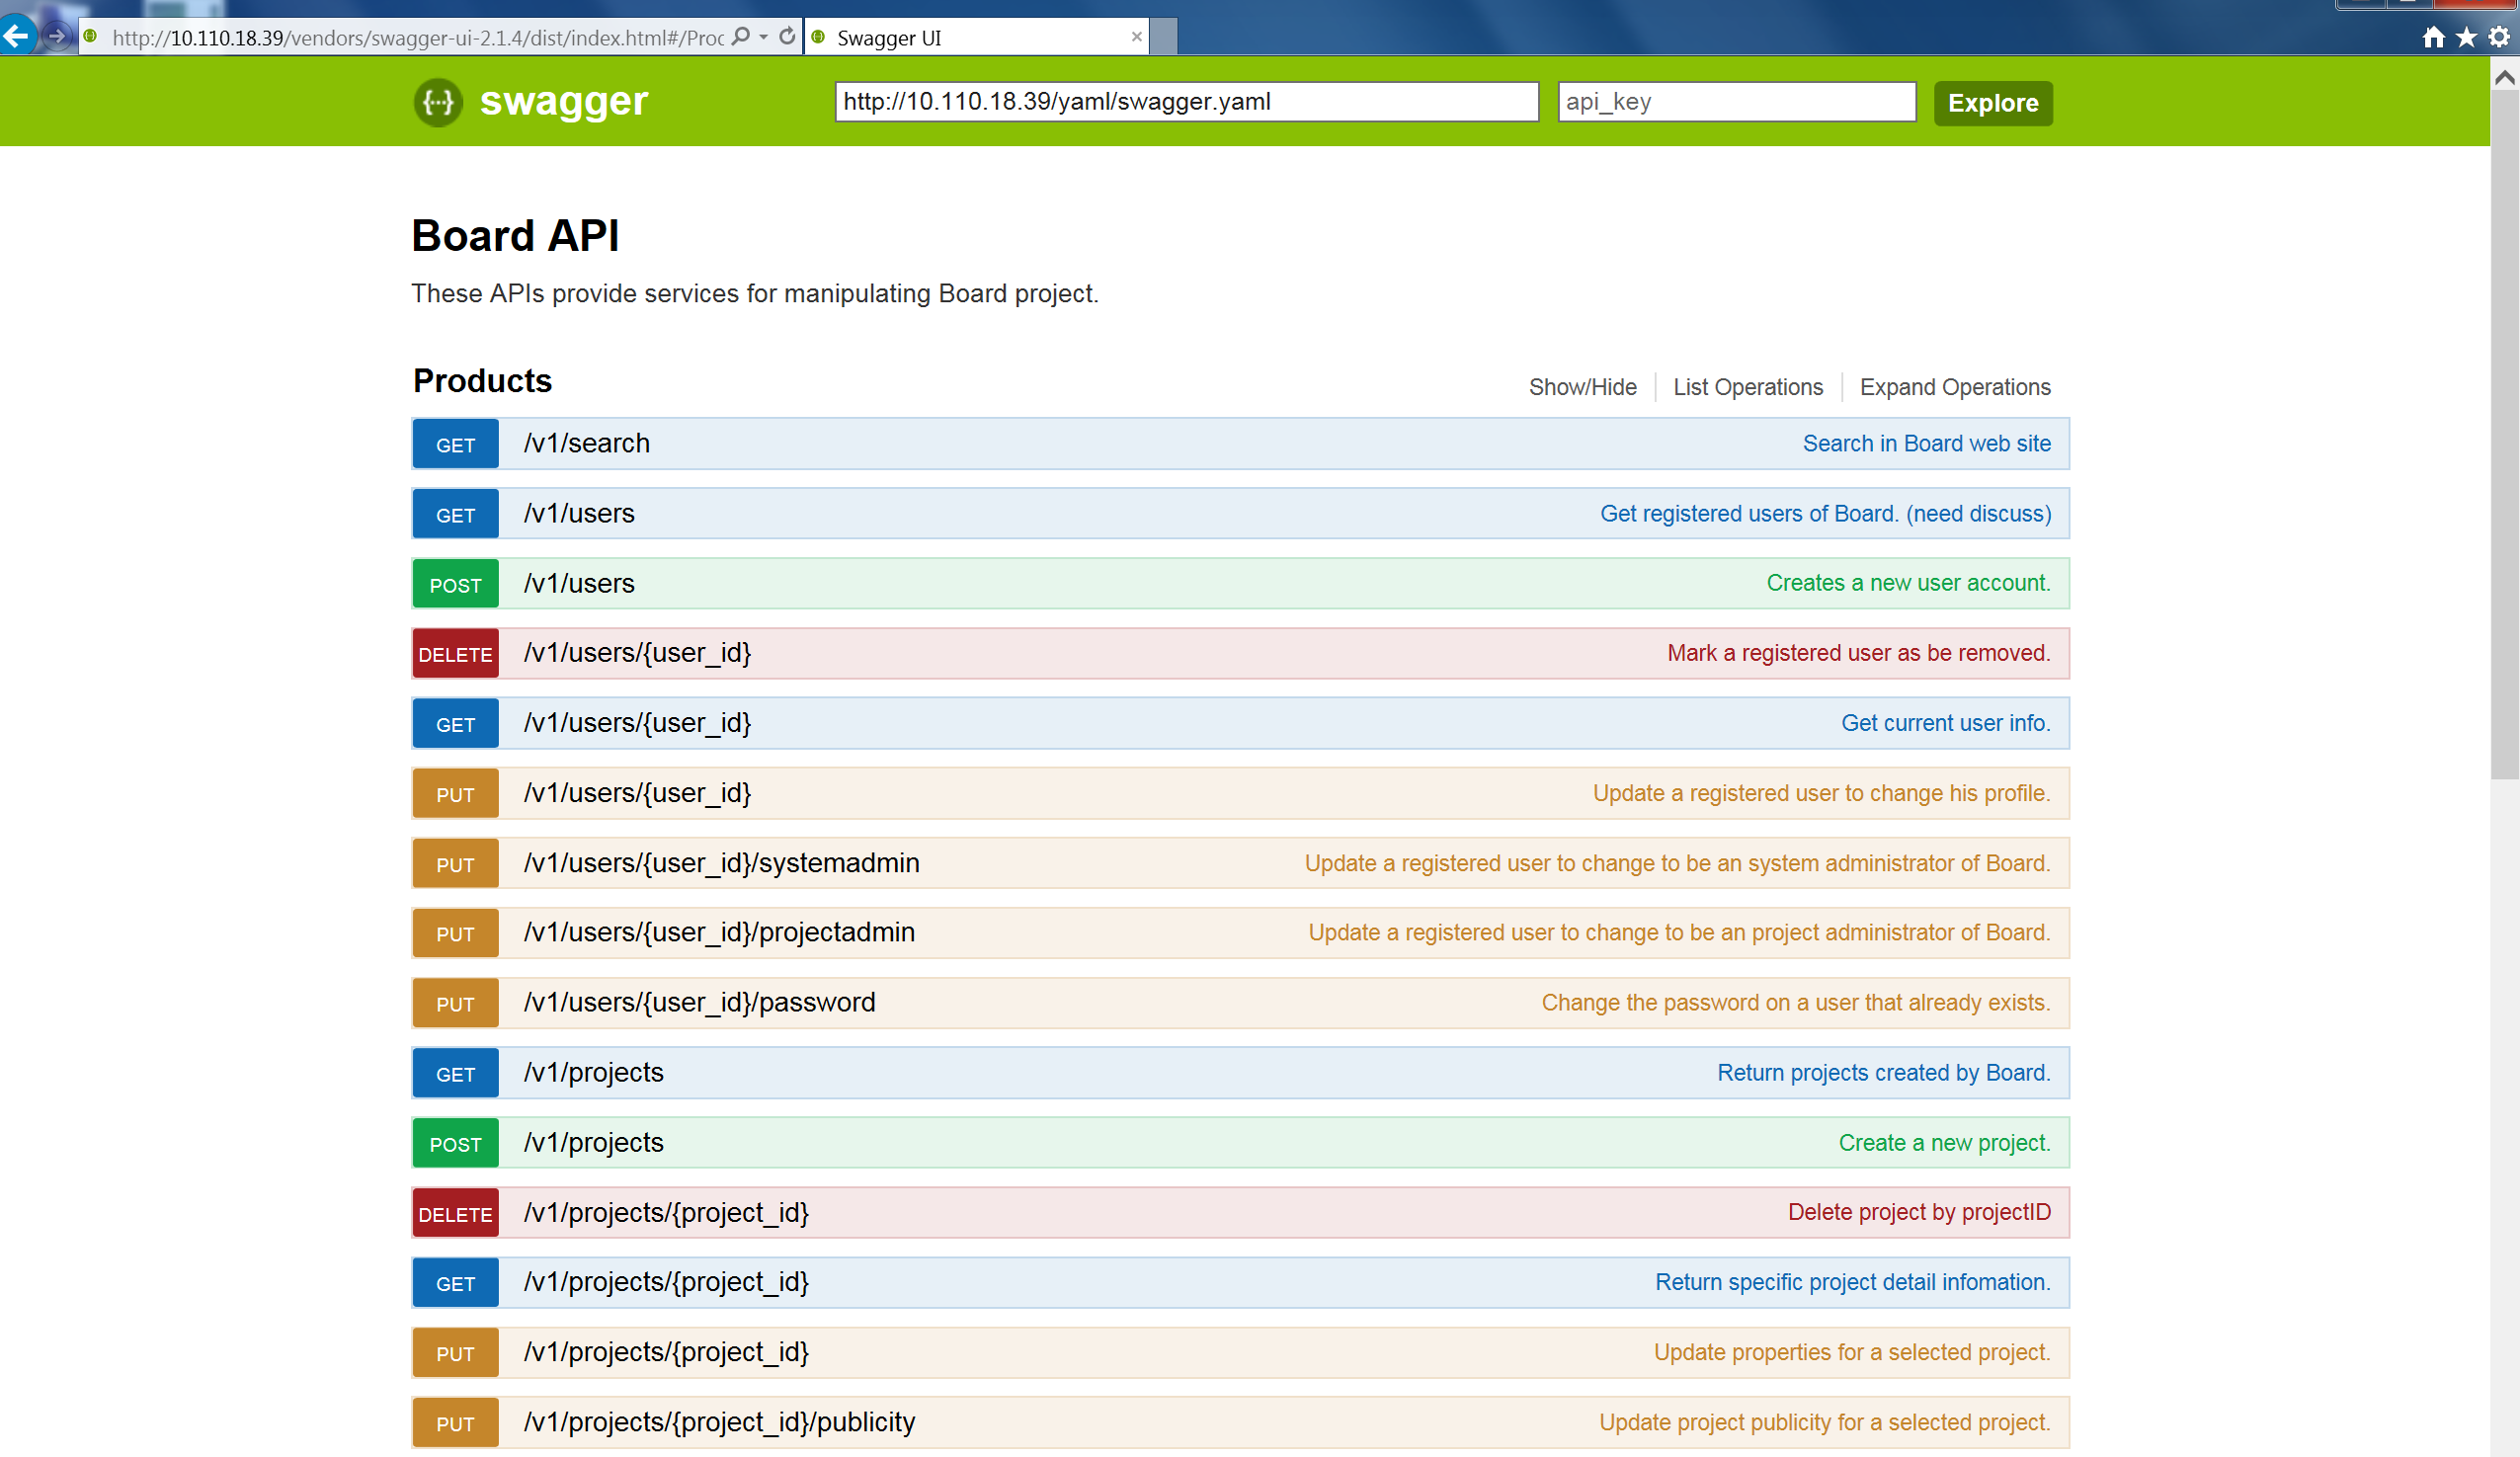 http://10.110.18.39/vendors/swagger-ui-2.1.4/dist/index.html#/Proc
Swagger UI
swagger
http://10.110.18.39/yaml/swagger.yaml
api_key
Explore
Board API
These APIs provide services for manipulating Board project.
Products
Show/Hide
List Operations
Expand Operations
GET /v1/search Search in Board web site
GET /v1/users Get registered users of Board. (need discuss)
POST /v1/users Creates a new user account.
DELETE /v1/users/{user_id} Mark a registered user as be removed.
GET /v1/users/{user_id} Get current user info.
PUT /v1/users/{user_id} Update a registered user to change his profile.
PUT /v1/users/{user_id}/systemadmin Update a registered user to change to be an system administrator of Board.
PUT /v1/users/{user_id}/projectadmin Update a registered user to change to be an project administrator of Board.
PUT /v1/users/{user_id}/password Change the password on a user that already exists.
GET /v1/projects Return projects created by Board.
POST /v1/projects Create a new project.
DELETE /v1/projects/{project_id} Delete project by projectID
GET /v1/projects/{project_id} Return specific project detail infomation.
PUT /v1/projects/{project_id} Update properties for a selected project.
PUT /v1/projects/{project_id}/publicity Update project publicity for a selected project.